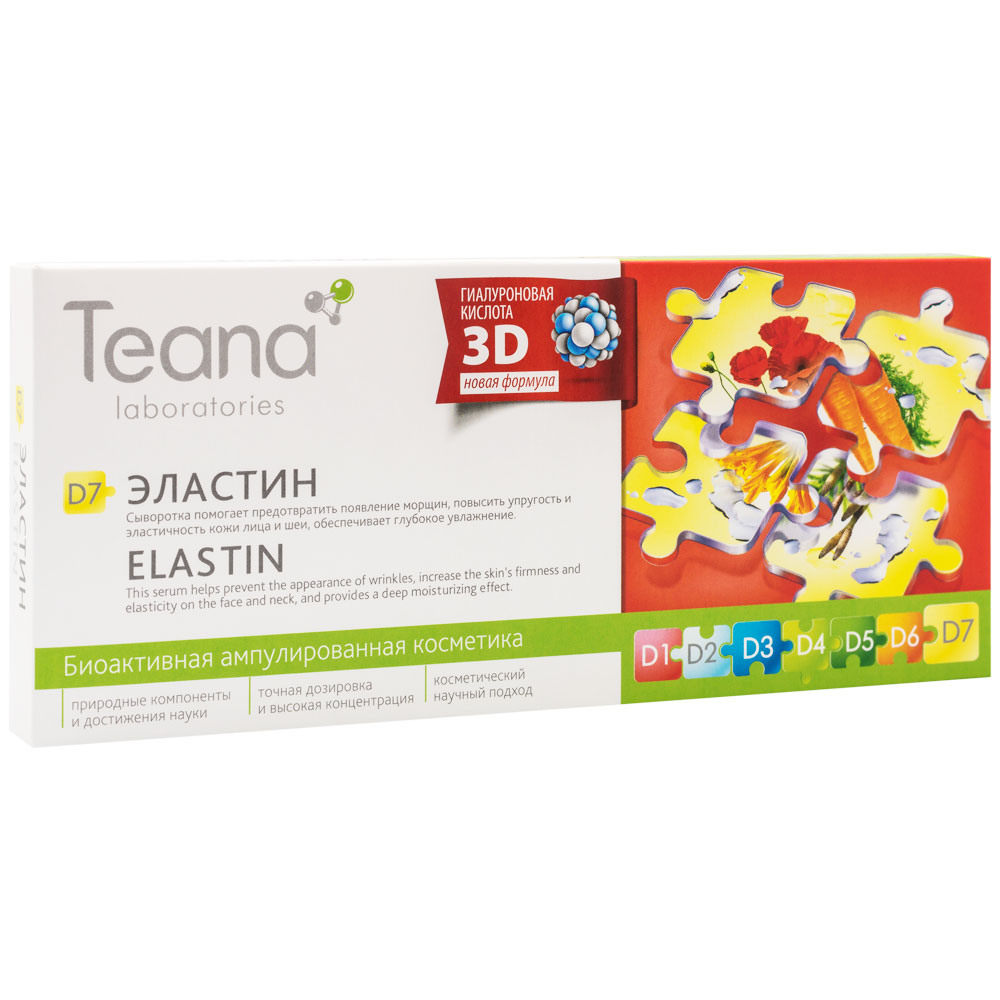 Teana
laboratories
ГИАЛУРОНОВАЯ
КИСЛОТА
3D
новая формула
D7
ЭЛАСТИН
Сыворотка помогает предотвратить появление морщин, повысить упругость и
эластичность кожи лица и шеи, обеспечивает глубокое увлажнение.
ELASTIN
This serum helps prevent the appearance of wrinkles, increase the skin's firmness and
elasticity on the face and neck, and provides a deep moisturizing effect.
Биоактивная ампулированная косметика
природные компоненты
и достижения науки
точная дозировка
и высокая концентрация
косметический
научный подход
D1 D2 D3 D4 D5 D6 D7
D7
ЭЛАСТИН
ELASTIN